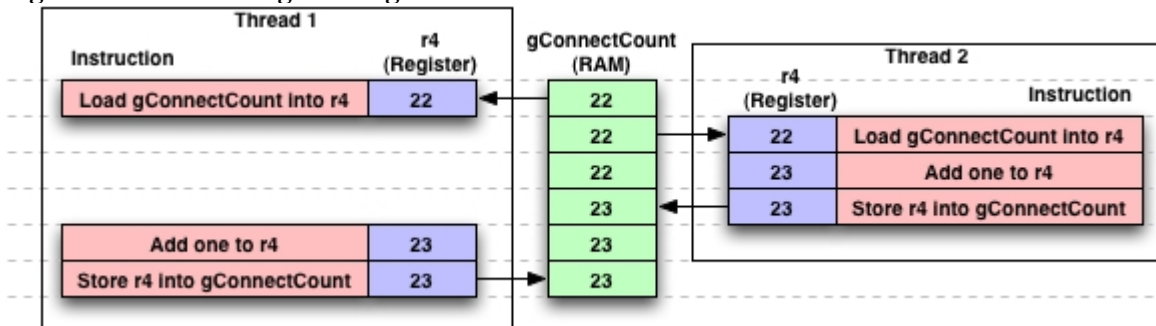 Thread 1
Instruction
r4
(Register)
gConnectCount
(RAM)
Thread 2
r4
(Register)
Instruction
Load gConnectCount into r4 22 22
22 22 Load gConnectCount into r4
22 23 Add one to r4
23 23 Store r4 into gConnectCount
Add one to r4 23 23
Store r4 into gConnectCount 23 23